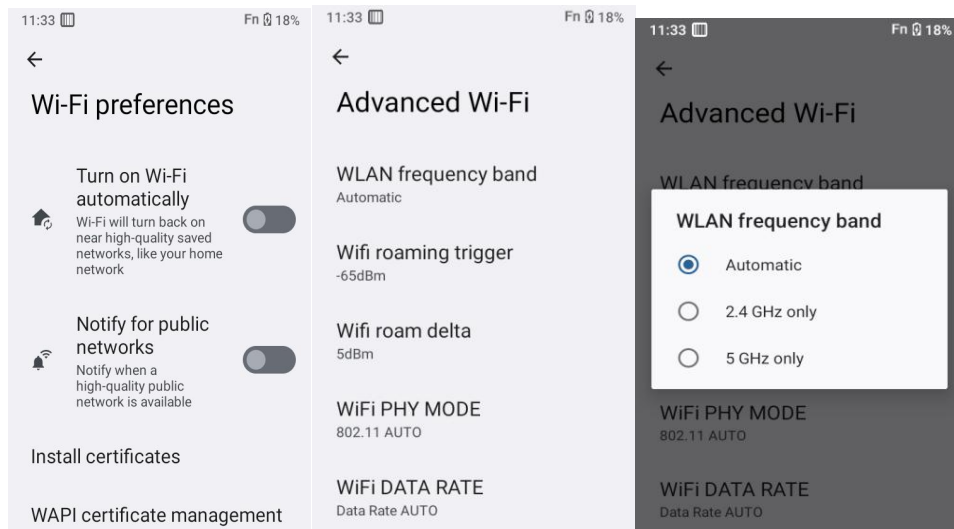 11:33 Fn 18%
Wi-Fi preferences
Turn on Wi-Fi
automatically
Wi-Fi will turn back on
near high-quality saved
networks, like your home
network
Notify for public
networks
Notify when a
high-quality public
network is available
Install certificates
WAPI certificate management
11:33 Fn 18%
Advanced Wi-Fi
WLAN frequency band
Automatic
Wifi roaming trigger
-65dBm
Wifi roam delta
5dBm
WiFi PHY MODE
802.11 AUTO
WiFi DATA RATE
Data Rate AUTO
11:33 Fn 18%
Advanced Wi-Fi
WLAN frequency band
WLAN frequency band
Automatic
2.4 GHz only
5 GHz only
WiFi PHY MODE
802.11 AUTO
WiFi DATA RATE
Data Rate AUTO